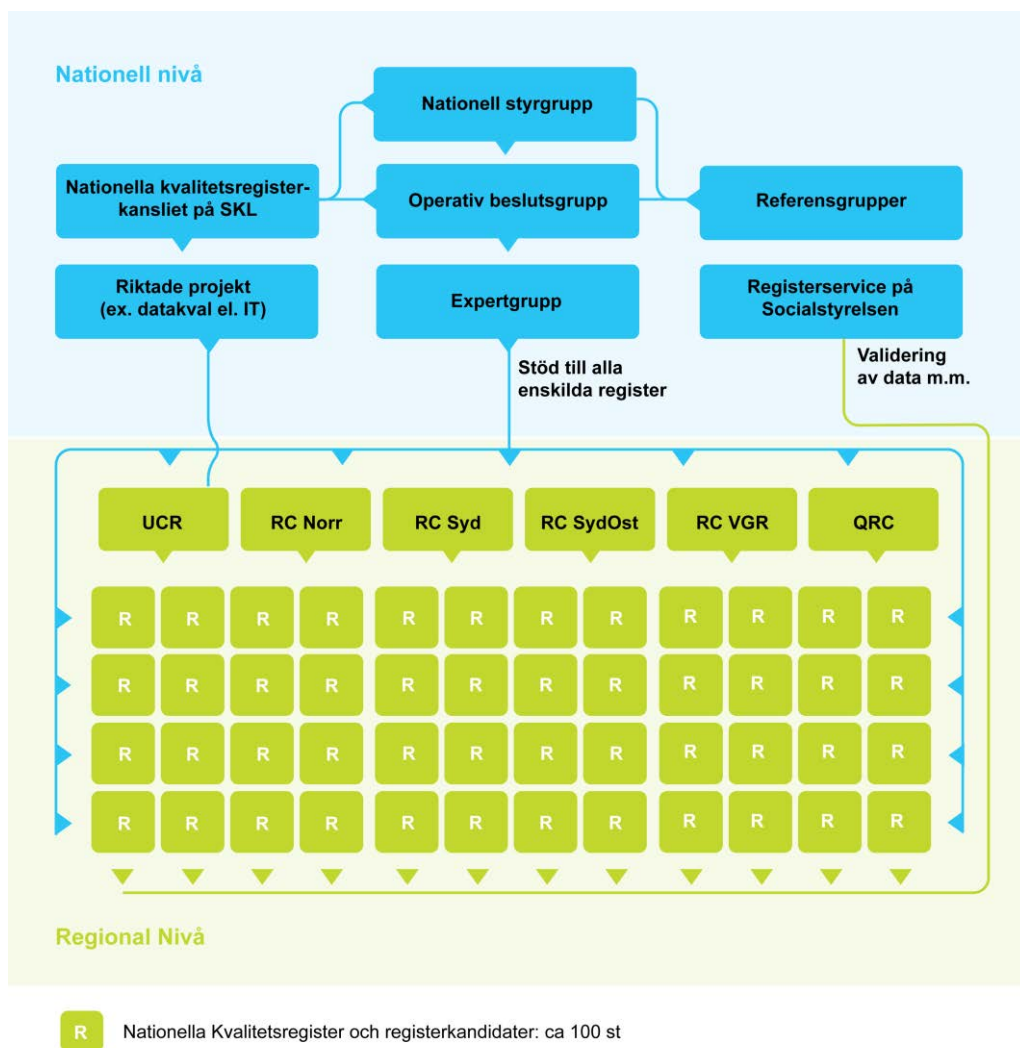 Nationell nivå
Nationell styrgrupp
Nationella kvalitetsregister-
kansliet på SKL
Operativ beslutsgrupp
Referensgrupper
Riktade projekt
(ex. datakval el. IT)
Expertgrupp
Registerservice på
Socialstyrelsen
Stöd till alla
enskilda register
Validering
av data m.m.
UCR
RC Norr
RC Syd
RC SydOst
RC VGR
QRC
R R R R R R R R R R R R
R R R R R R R R R R R R
R R R R R R R R R R R R
R R R R R R R R R R R R
Regional Nivå
R Nationella Kvalitetsregister och registerkandidater: ca 100 st